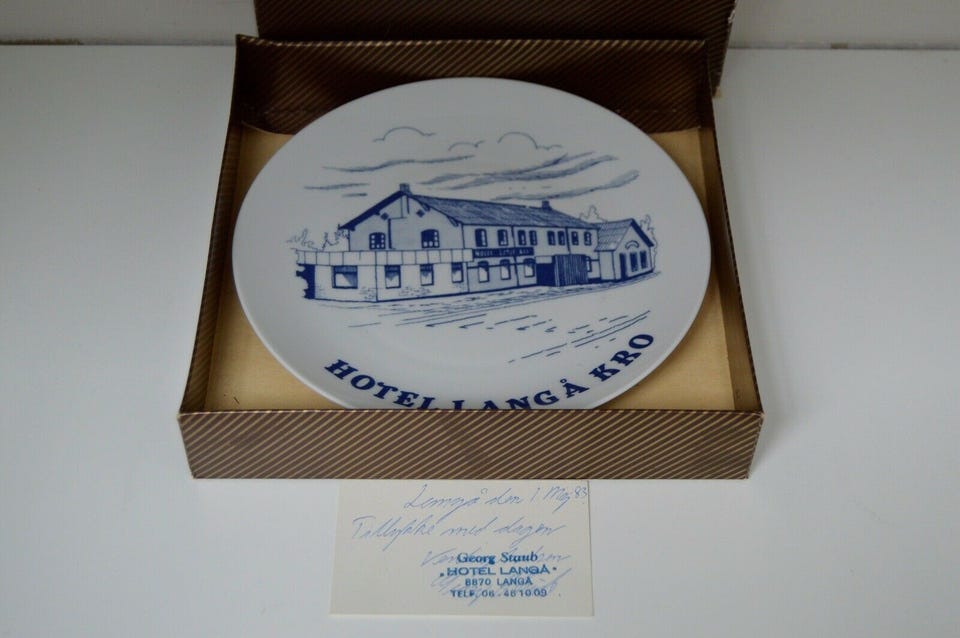 HOTEL LANGÅ KRO
Langå den 1. Maj 83
Tillykke med dagen
Georg Staub
• HOTEL LANGÅ •
8870 LANGÅ
TELF. 06 - 46 10 09